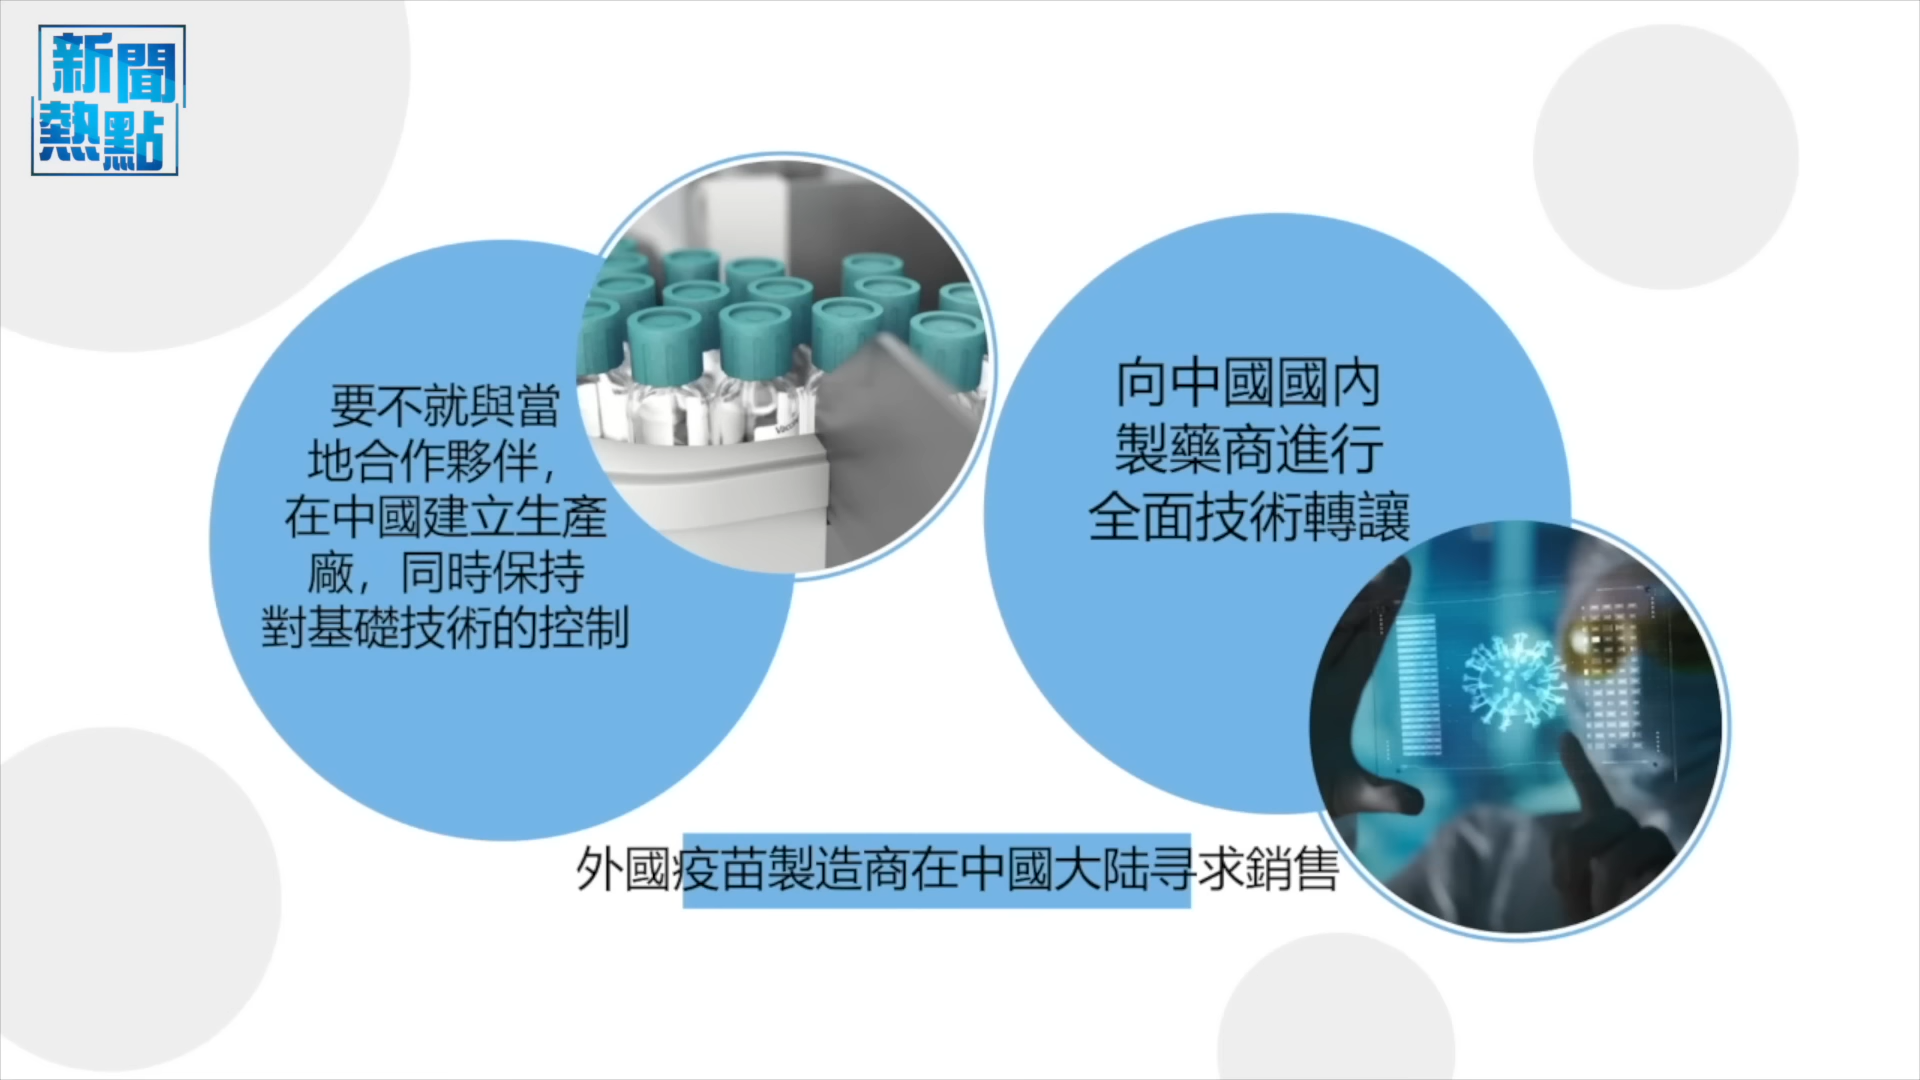 新聞
熱點
要不就與當
地合作夥伴，
在中國建立生產
廠，同時保持
對基礎技術的控制
向中國國內
製藥商進行
全面技術轉讓
外國疫苗製造商在中國大陆寻求銷售